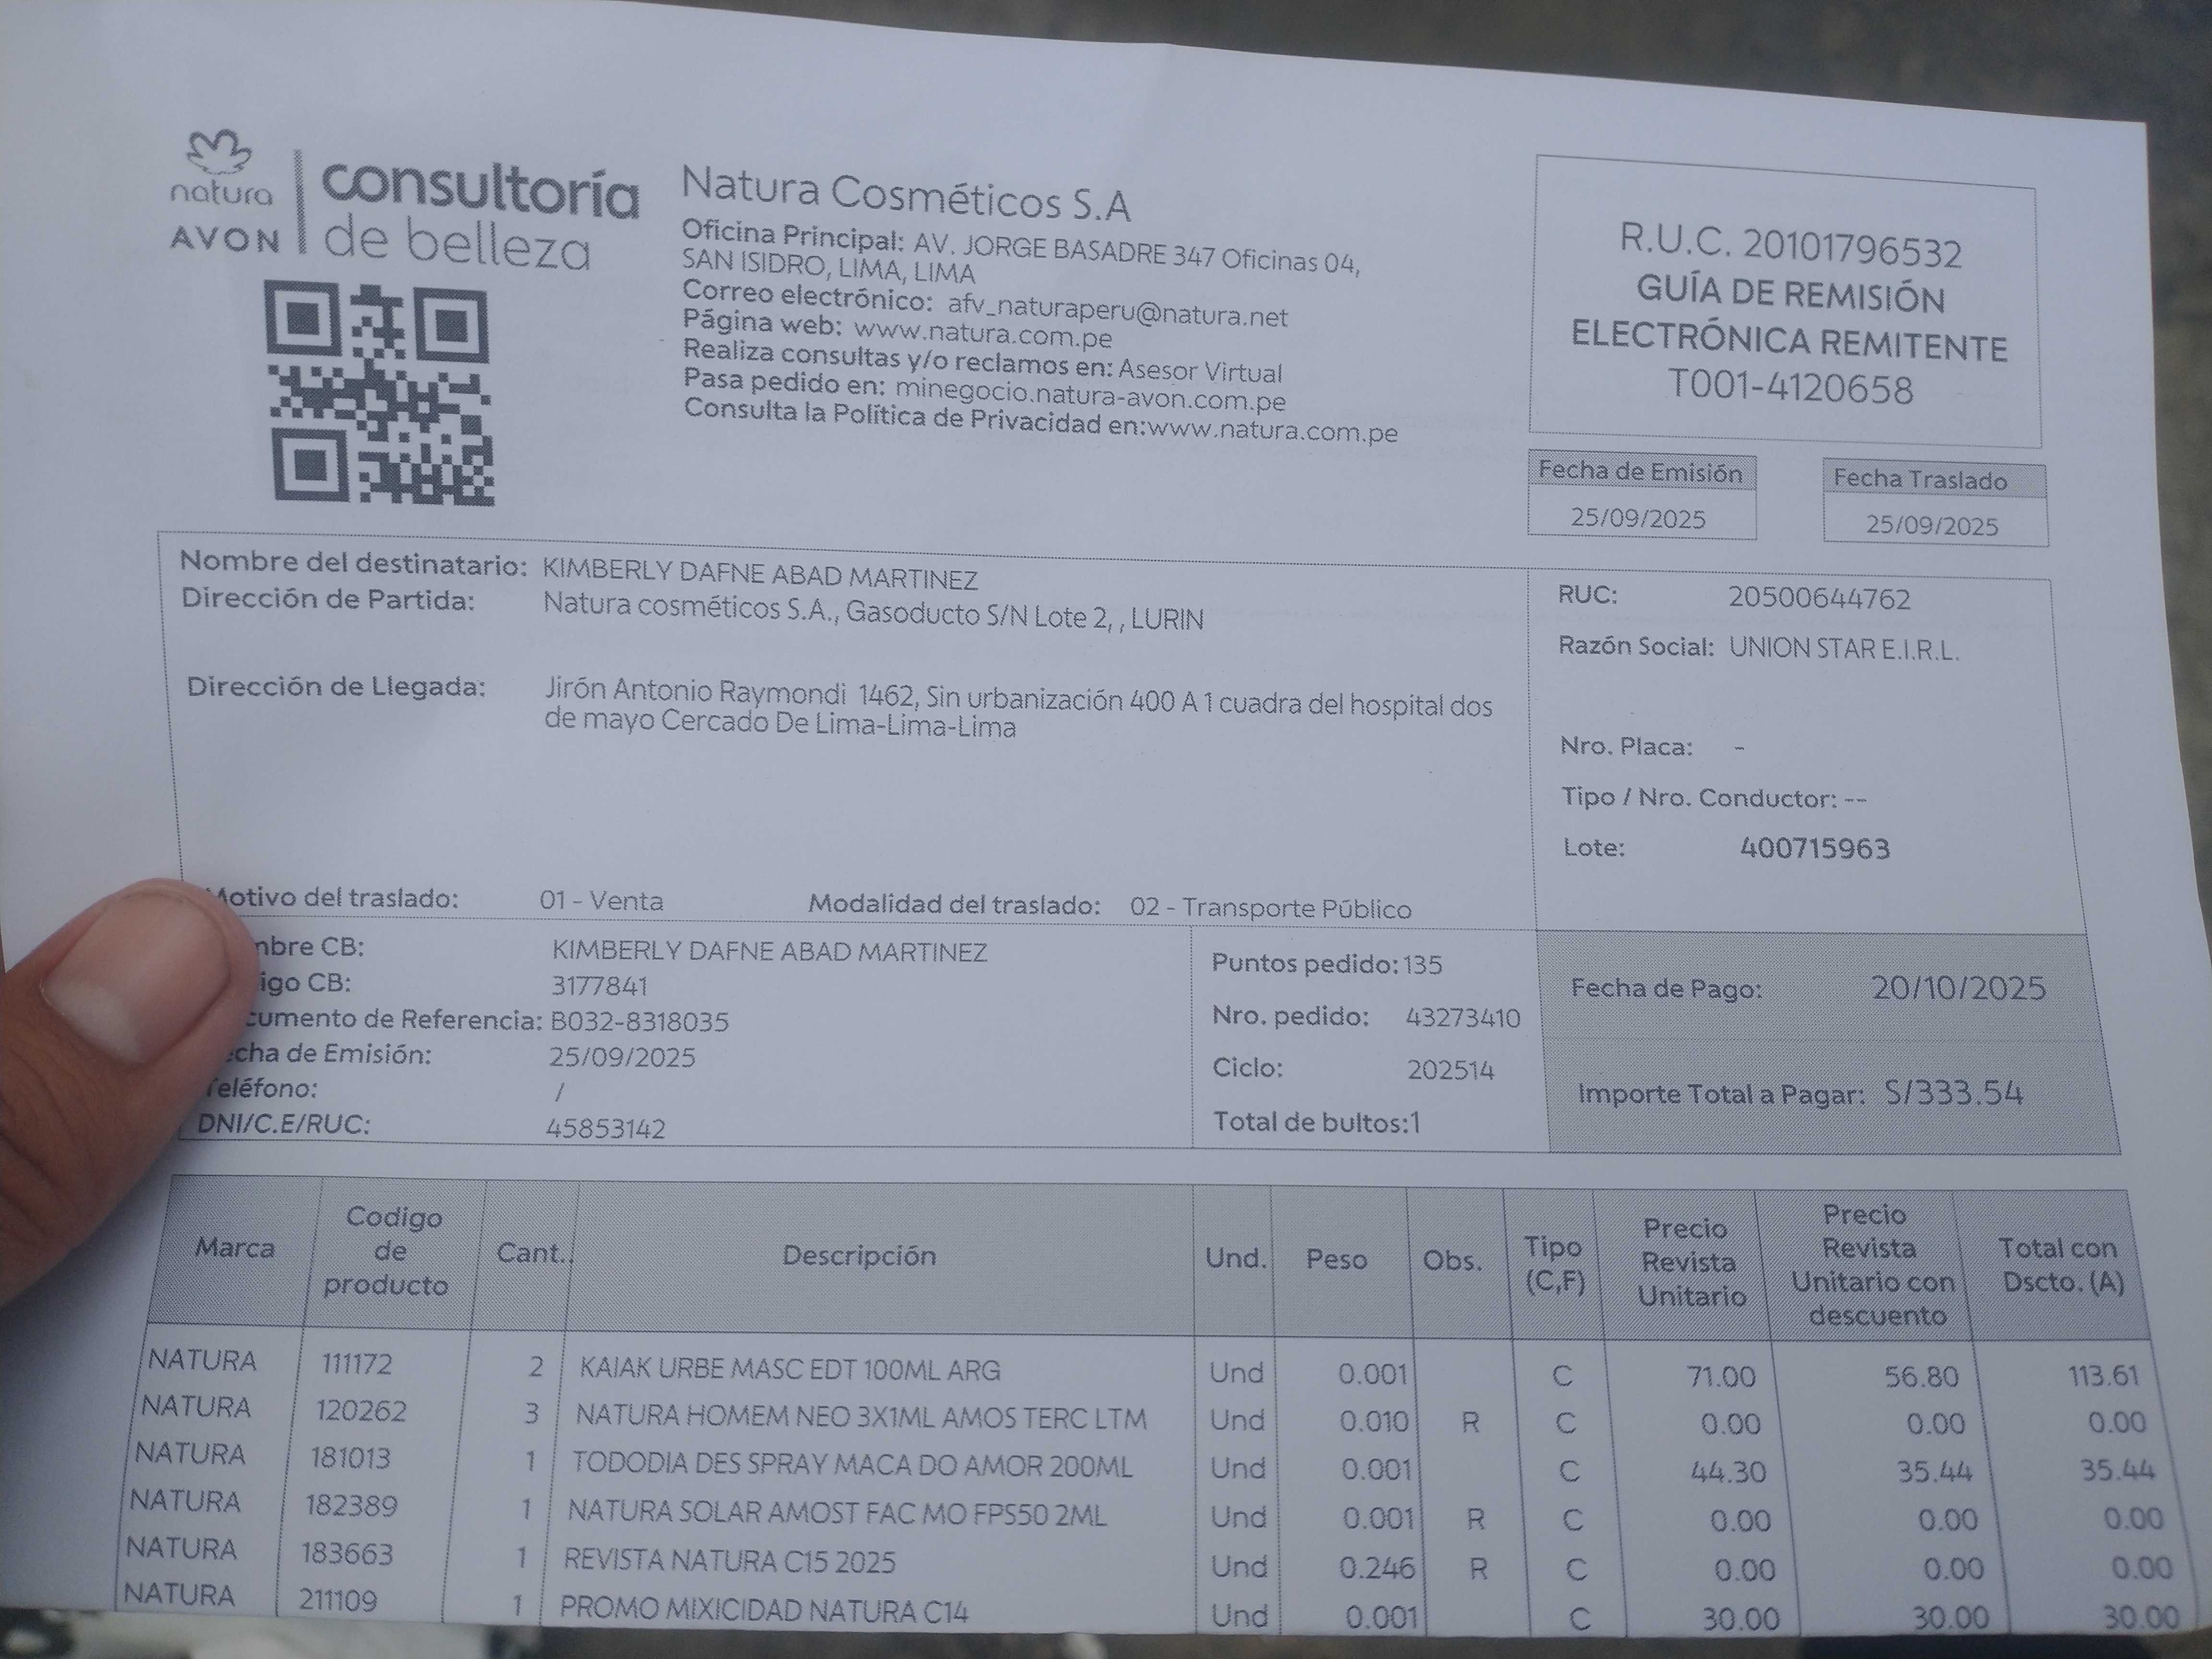 natura
AVON
consultoría
de belleza
Natura Cosméticos S.A
Oficina Principal: AV. JORGE BASADRE 347 Oficinas 04,
SAN ISIDRO, LIMA, LIMA
Correo electrónico: afv_naturaperu@natura.net
Página web: www.natura.com.pe
Realiza consultas y/o reclamos en: Asesor Virtual
Pasa pedido en: minegocio.natura-avon.com.pe
Consulta la Política de Privacidad en:www.natura.com.pe
R.U.C. 20101796532
GUÍA DE REMISIÓN
ELECTRÓNICA REMITENTE
T001-4120658
Fecha de Emisión
25/09/2025
Fecha Traslado
25/09/2025
Nombre del destinatario: KIMBERLY DAFNE ABAD MARTINEZ
Dirección de Partida: Natura cosméticos S.A., Gasoducto S/N Lote 2, , LURIN
Dirección de Llegada: Jirón Antonio Raymondi 1462, Sin urbanización 400 A 1 cuadra del hospital dos
de mayo Cercado De Lima-Lima-Lima
RUC: 20500644762
Razón Social: UNION STAR E.I.R.L.
Nro. Placa: -
Tipo / Nro. Conductor: --
Lote: 400715963
Motivo del traslado: 01 - Venta Modalidad del traslado: 02 - Transporte Público
mbre CB: KIMBERLY DAFNE ABAD MARTINEZ
igo CB: 3177841
cumento de Referencia: B032-8318035
echa de Emisión: 25/09/2025
Teléfono: /
DNI/C.E/RUC: 45853142
Puntos pedido: 135
Nro. pedido: 43273410
Ciclo: 202514
Total de bultos:1
Fecha de Pago: 20/10/2025
Importe Total a Pagar: S/333.54
Marca Codigo de producto Cant. Descripción Und. Peso Obs. Tipo (C,F) Precio Revista Unitario Precio Revista Unitario con descuento Total con Dscto. (A)
NATURA 111172 2 KAIAK URBE MASC EDT 100ML ARG Und 0.001 C 71.00 56.80 113.61
NATURA 120262 3 NATURA HOMEM NEO 3X1ML AMOS TERC LTM Und 0.010 R C 0.00 0.00 0.00
NATURA 181013 1 TODODIA DES SPRAY MACA DO AMOR 200ML Und 0.001 C 44.30 35.44 35.44
NATURA 182389 1 NATURA SOLAR AMOST FAC MO FPS50 2ML Und 0.001 R C 0.00 0.00 0.00
NATURA 183663 1 REVISTA NATURA C15 2025 Und 0.246 R C 0.00 0.00 0.00
NATURA 211109 1 PROMO MIXICIDAD NATURA C14 Und 0.001 C 30.00 30.00 30.00